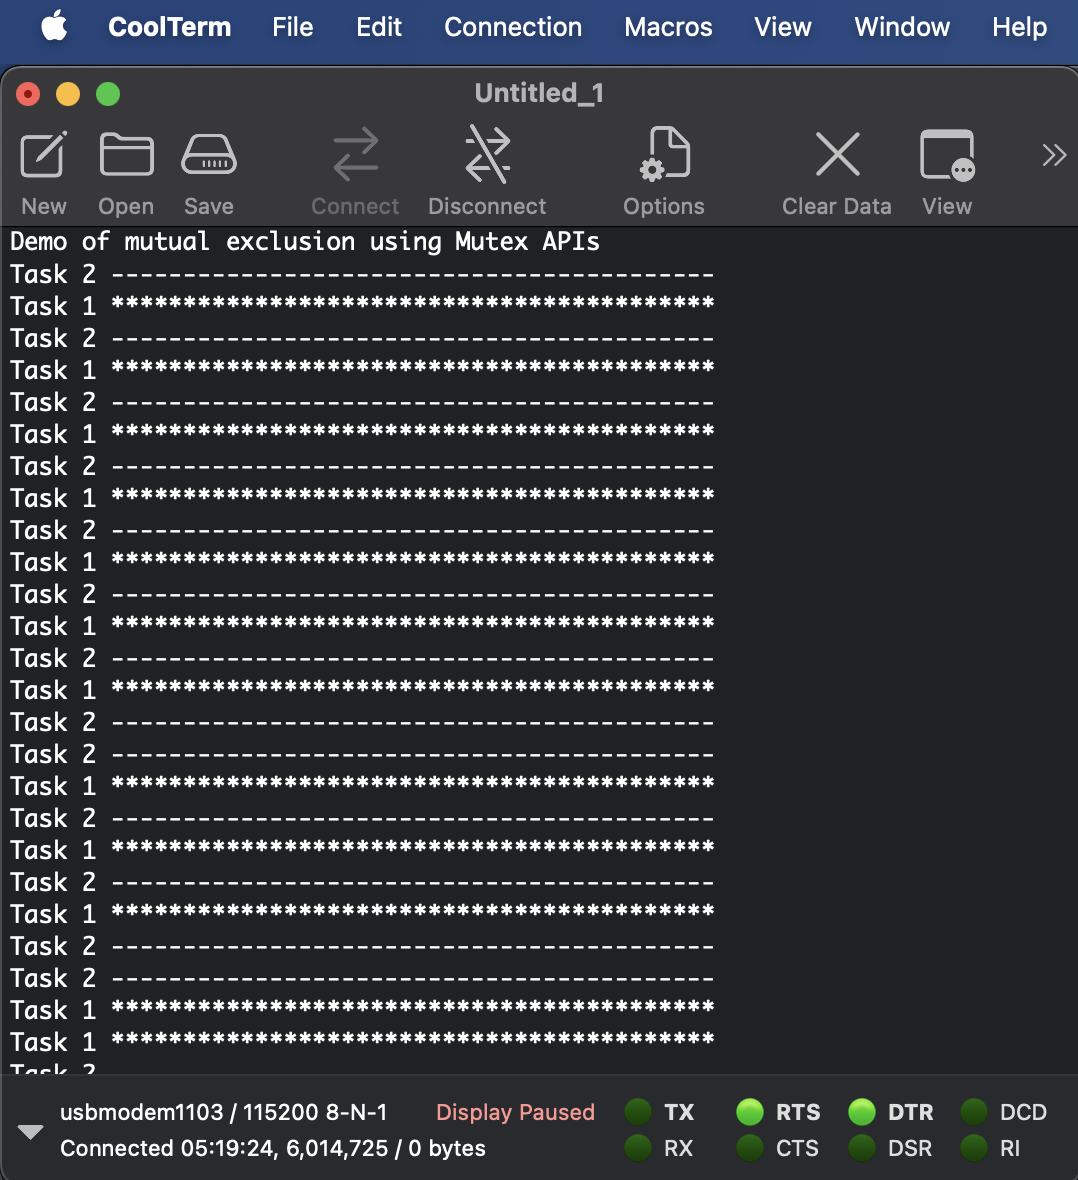 CoolTerm File Edit Connection Macros View Window Help
Untitled_1
New Open Save Connect Disconnect Options Clear Data View
Demo of mutual exclusion using Mutex APIs
Task 2 ------------------------------------------
Task 1 ******************************************
Task 2 ------------------------------------------
Task 1 ******************************************
Task 2 ------------------------------------------
Task 1 ******************************************
Task 2 ------------------------------------------
Task 1 ******************************************
Task 2 ------------------------------------------
Task 1 ******************************************
Task 2 ------------------------------------------
Task 1 ******************************************
Task 2 ------------------------------------------
Task 1 ******************************************
Task 2 ------------------------------------------
Task 2 ------------------------------------------
Task 1 ******************************************
Task 2 ------------------------------------------
Task 1 ******************************************
Task 2 ------------------------------------------
Task 1 ******************************************
Task 2 ------------------------------------------
Task 2 ------------------------------------------
Task 1 ******************************************
Task 1 ******************************************
Task 2
usbmodem1103 / 115200 8-N-1 Display Paused TX RTS DTR DCD
Connected 05:19:24, 6,014,725 / 0 bytes RX CTS DSR RI